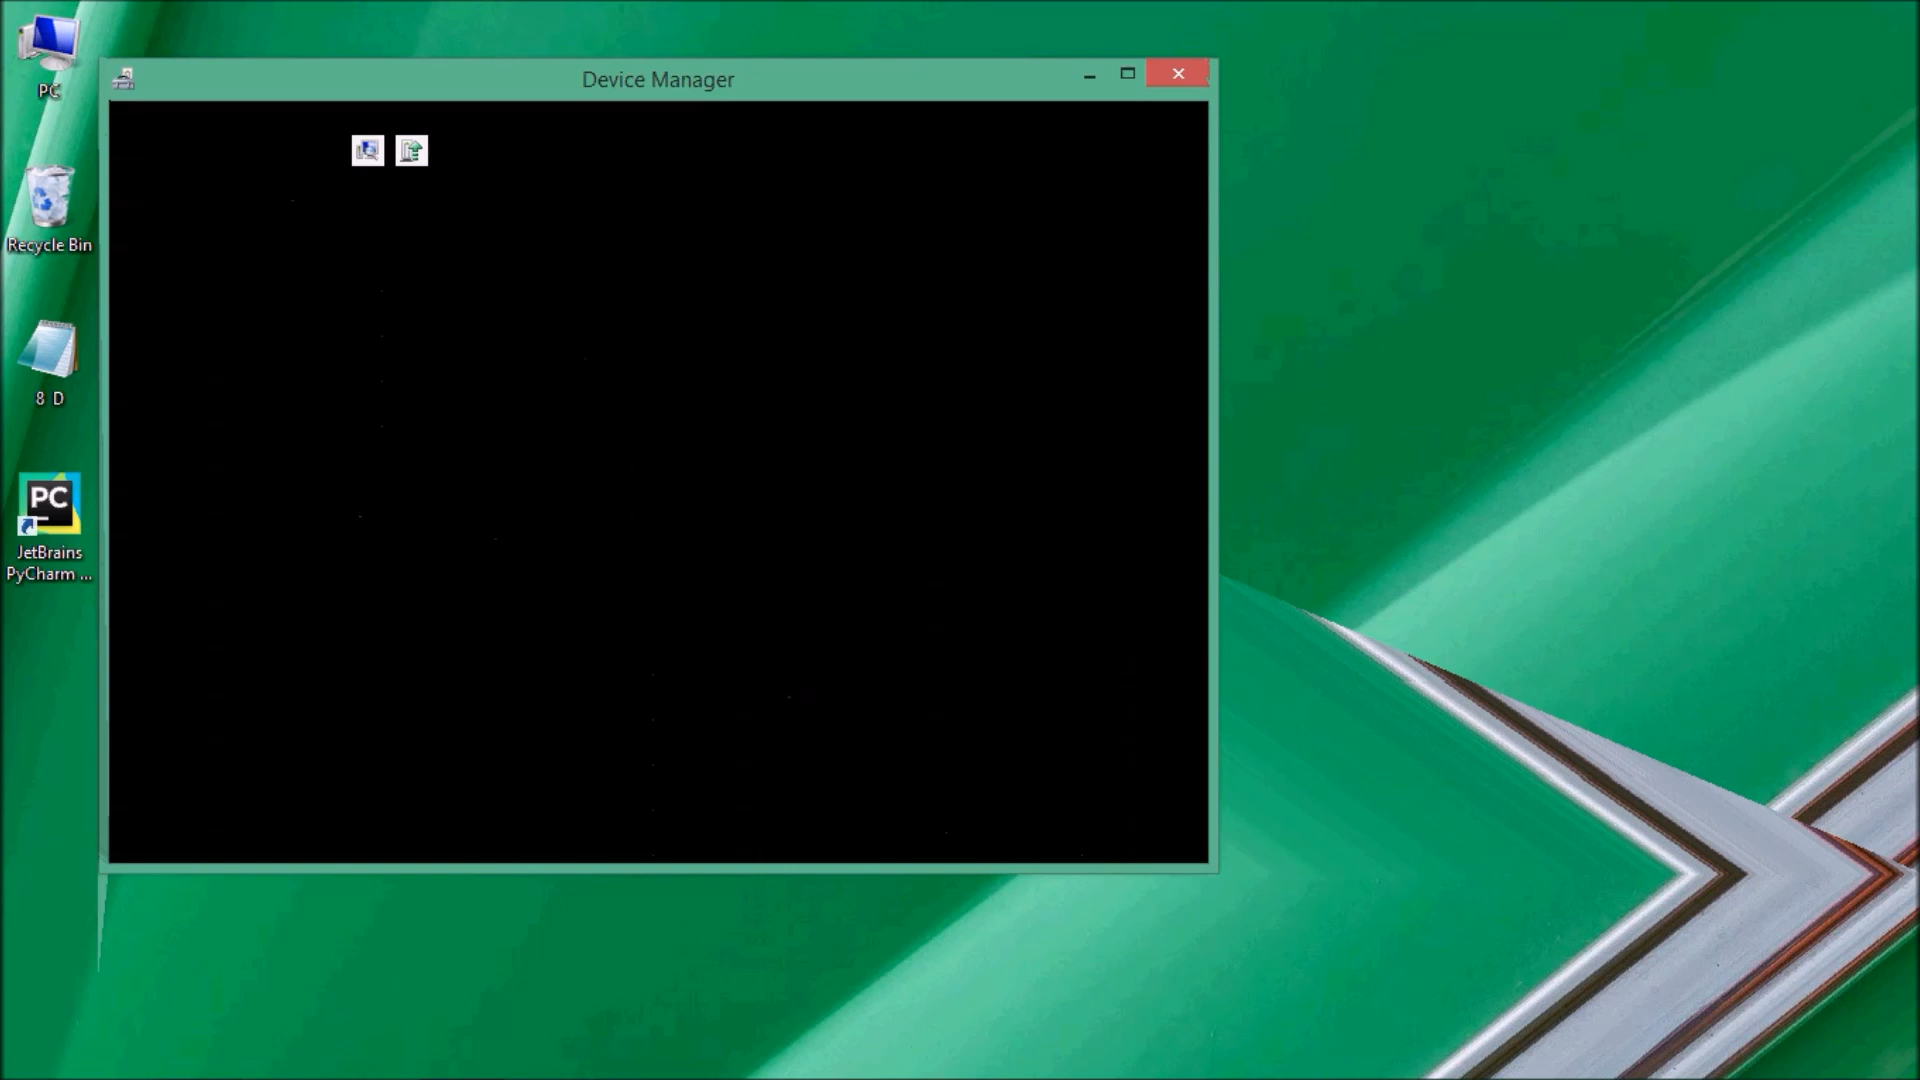 Device Manager
PC
Recycle Bin
8 D
PC
JetBrains
PyCharm ...